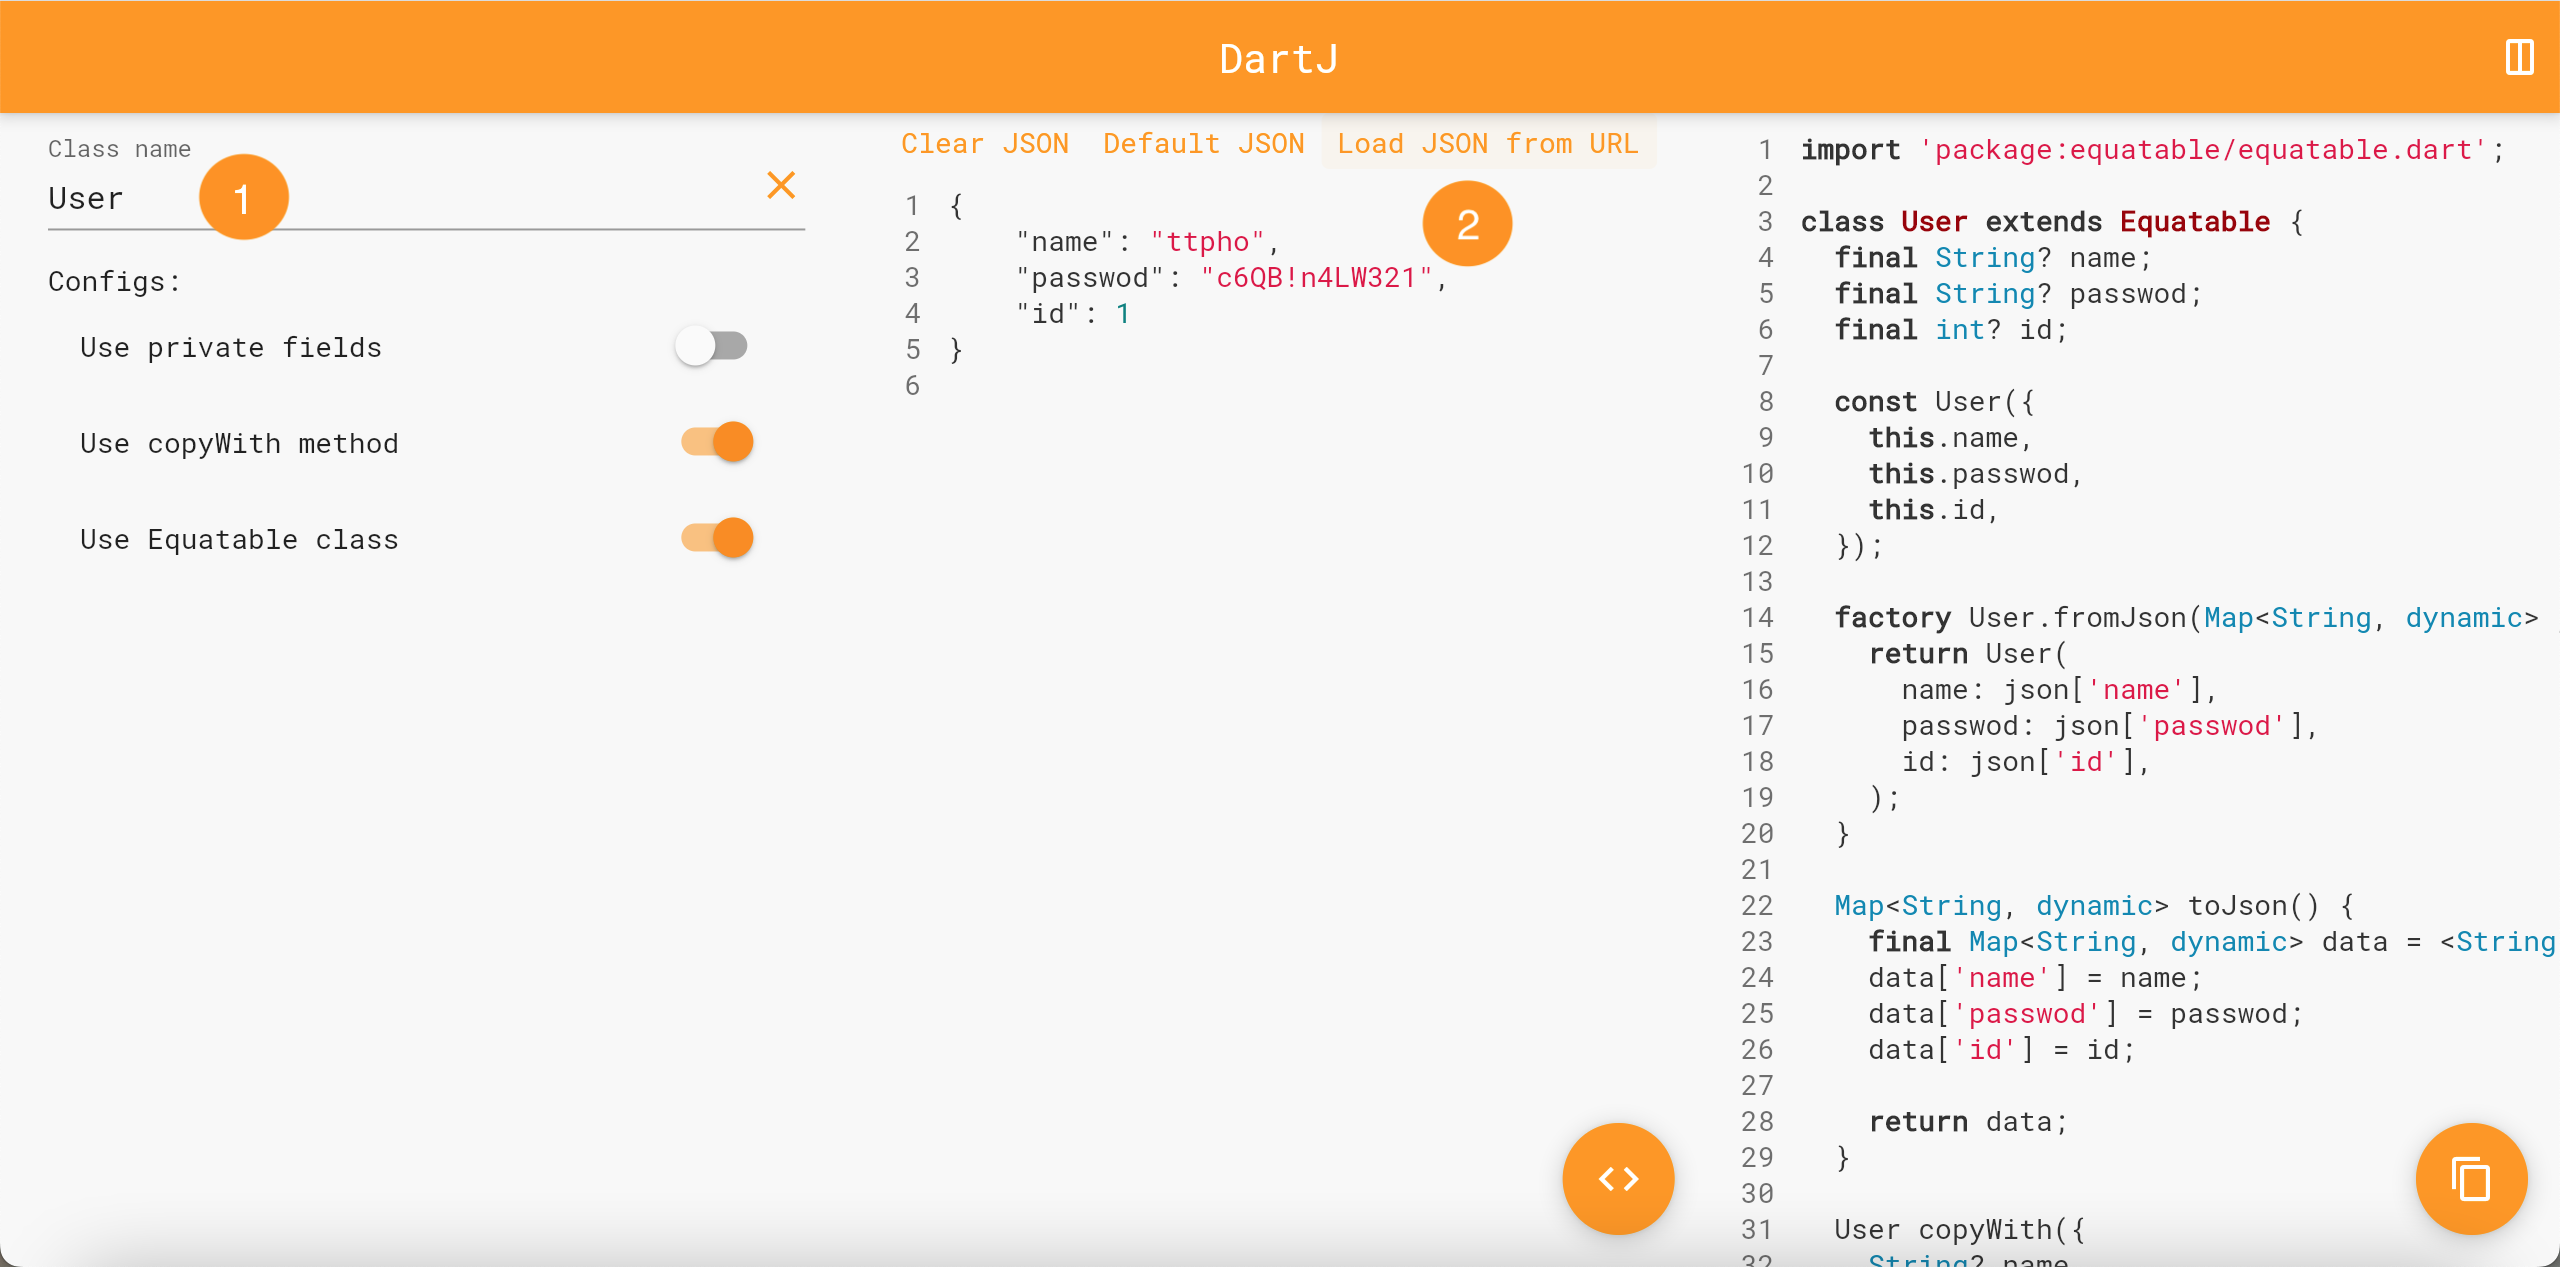 DartJ
Class name
User
1
Configs:
Use private fields
Use copyWith method
Use Equatable class
Clear JSON Default JSON Load JSON from URL
2
1 {
2     "name": "ttpho",
3     "passwod": "c6QB!n4LW321",
4     "id": 1
5 }
6
1 import 'package:equatable/equatable.dart';
2
3 class User extends Equatable {
4   final String? name;
5   final String? passwod;
6   final int? id;
7
8   const User({
9     this.name,
10     this.passwod,
11     this.id,
12   });
13
14   factory User.fromJson(Map<String, dynamic>
15     return User(
16       name: json['name'],
17       passwod: json['passwod'],
18       id: json['id'],
19     );
20   }
21
22   Map<String, dynamic> toJson() {
23     final Map<String, dynamic> data = <String
24     data['name'] = name;
25     data['passwod'] = passwod;
26     data['id'] = id;
27
28     return data;
29   }
30
31   User copyWith({
32     String? name